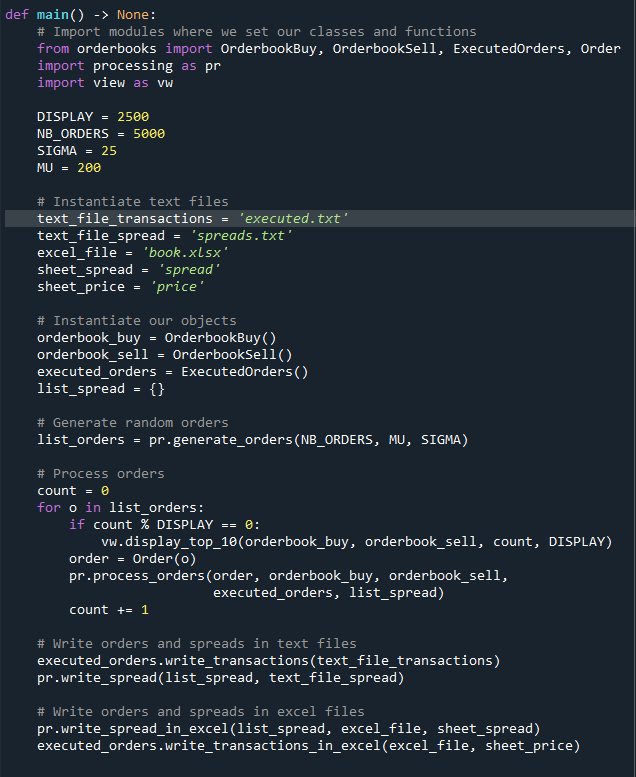 def main() -> None:
    # Import modules where we set our classes and functions
    from orderbooks import OrderbookBuy, OrderbookSell, ExecutedOrders, Order
    import processing as pr
    import view as vw

    DISPLAY = 2500
    NB_ORDERS = 5000
    SIGMA = 25
    MU = 200

    # Instantiate text files
    text_file_transactions = 'executed.txt'
    text_file_spread = 'spreads.txt'
    excel_file = 'book.xlsx'
    sheet_spread = 'spread'
    sheet_price = 'price'

    # Instantiate our objects
    orderbook_buy = OrderbookBuy()
    orderbook_sell = OrderbookSell()
    executed_orders = ExecutedOrders()
    list_spread = {}

    # Generate random orders
    list_orders = pr.generate_orders(NB_ORDERS, MU, SIGMA)

    # Process orders
    count = 0
    for o in list_orders:
        if count % DISPLAY == 0:
            vw.display_top_10(orderbook_buy, orderbook_sell, count, DISPLAY)
        order = Order(o)
        pr.process_orders(order, orderbook_buy, orderbook_sell,
                          executed_orders, list_spread)
        count += 1

    # Write orders and spreads in text files
    executed_orders.write_transactions(text_file_transactions)
    pr.write_spread(list_spread, text_file_spread)

    # Write orders and spreads in excel files
    pr.write_spread_in_excel(list_spread, excel_file, sheet_spread)
    executed_orders.write_transactions_in_excel(excel_file, sheet_price)